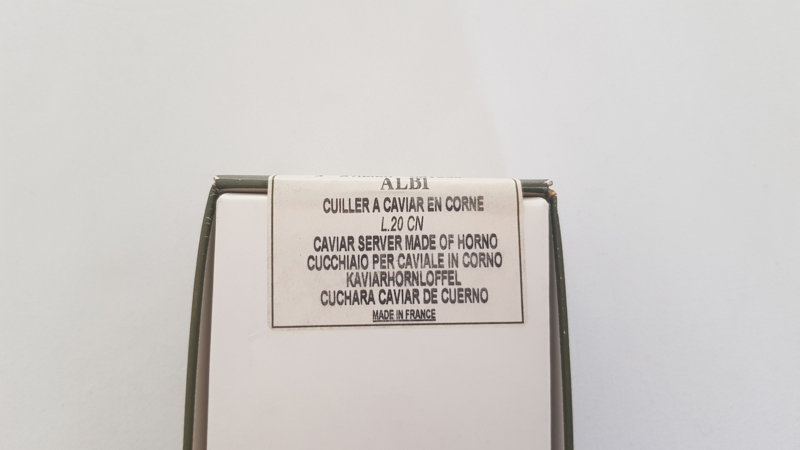 ALBI
CUILLER A CAVIAR EN CORNE
L.20 CN
CAVIAR SERVER MADE OF HORNO
CUCCHIAIO PER CAVIALE IN CORNO
KAVIARHORNLOFFEL
CUCHARA CAVIAR DE CUERNO
MADE IN FRANCE